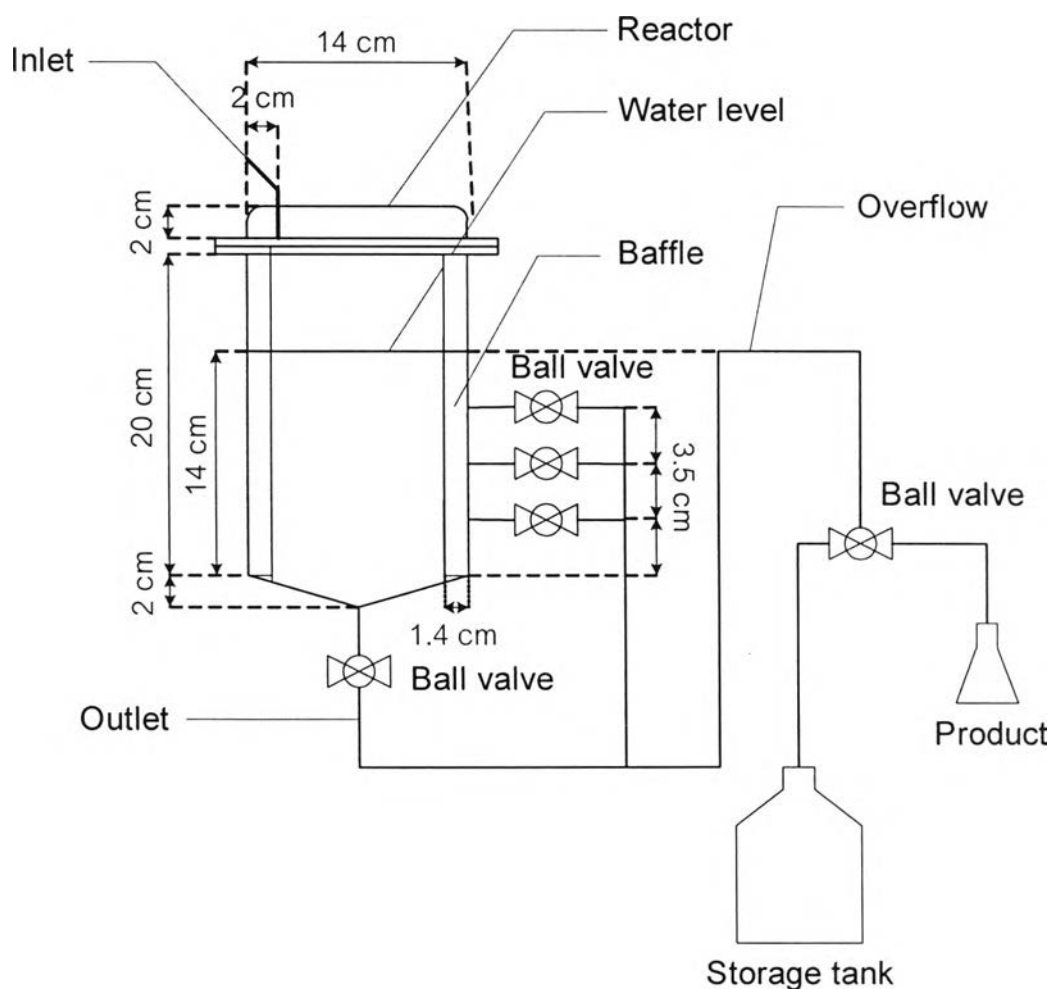 14 cm
Reactor
Inlet
2 cm
Water level
Overflow
2 cm
Baffle
Ball valve
20 cm
14 cm
3.5 cm
Ball valve
2 cm
1.4 cm
Ball valve
Outlet
Product
Storage tank